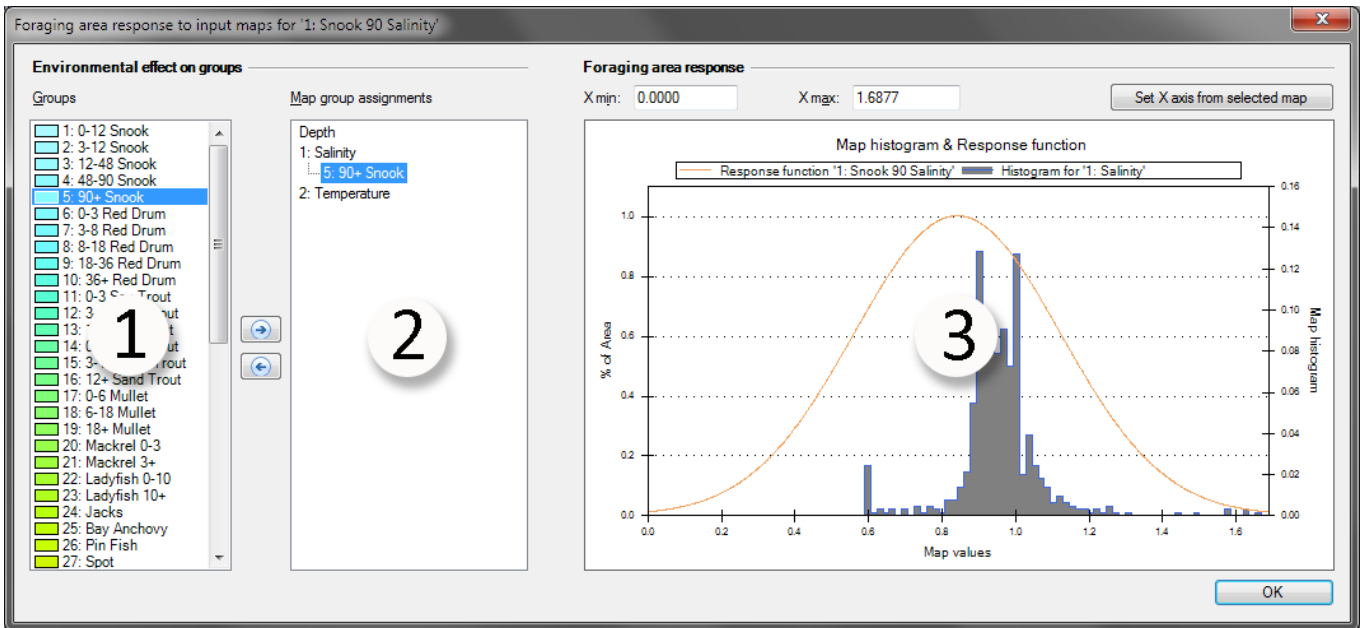 Foraging area response to input maps for '1: Snook 90 Salinity'
Environmental effect on groups
Groups
1: 0-12 Snook
2: 3-12 Snook
3: 12-48 Snook
4: 48-90 Snook
5: 90+ Snook
6: 0-3 Red Drum
7: 3-8 Red Drum
8: 8-18 Red Drum
9: 18-36 Red Drum
10: 36+ Red Drum
11: 0-3 Trout
12: 3
13:
14:
15: 3- Trout
16: 12+ Sand Trout
17: 0-6 Mullet
18: 6-18 Mullet
19: 18+ Mullet
20: Mackrel 0-3
21: Mackrel 3+
22: Ladyfish 0-10
23: Ladyfish 10+
24: Jacks
25: Bay Anchovy
26: Pin Fish
27: Spot
1
Map group assignments
Depth
1: Salinity
5: 90+ Snook
2: Temperature
2
Foraging area response
X min: 0.0000 X max: 1.6877 Set X axis from selected map
Map histogram & Response function
Response function '1: Snook 90 Salinity' Histogram for '1: Salinity'
% of Area
1.0
0.8
0.6
0.4
0.2
0.0
3
0.16
0.14
0.12
0.10
0.08
0.06
0.04
0.02
0.00
Map histogram
0.0 0.2 0.4 0.6 0.8 1.0 1.2 1.4 1.6
Map values
OK